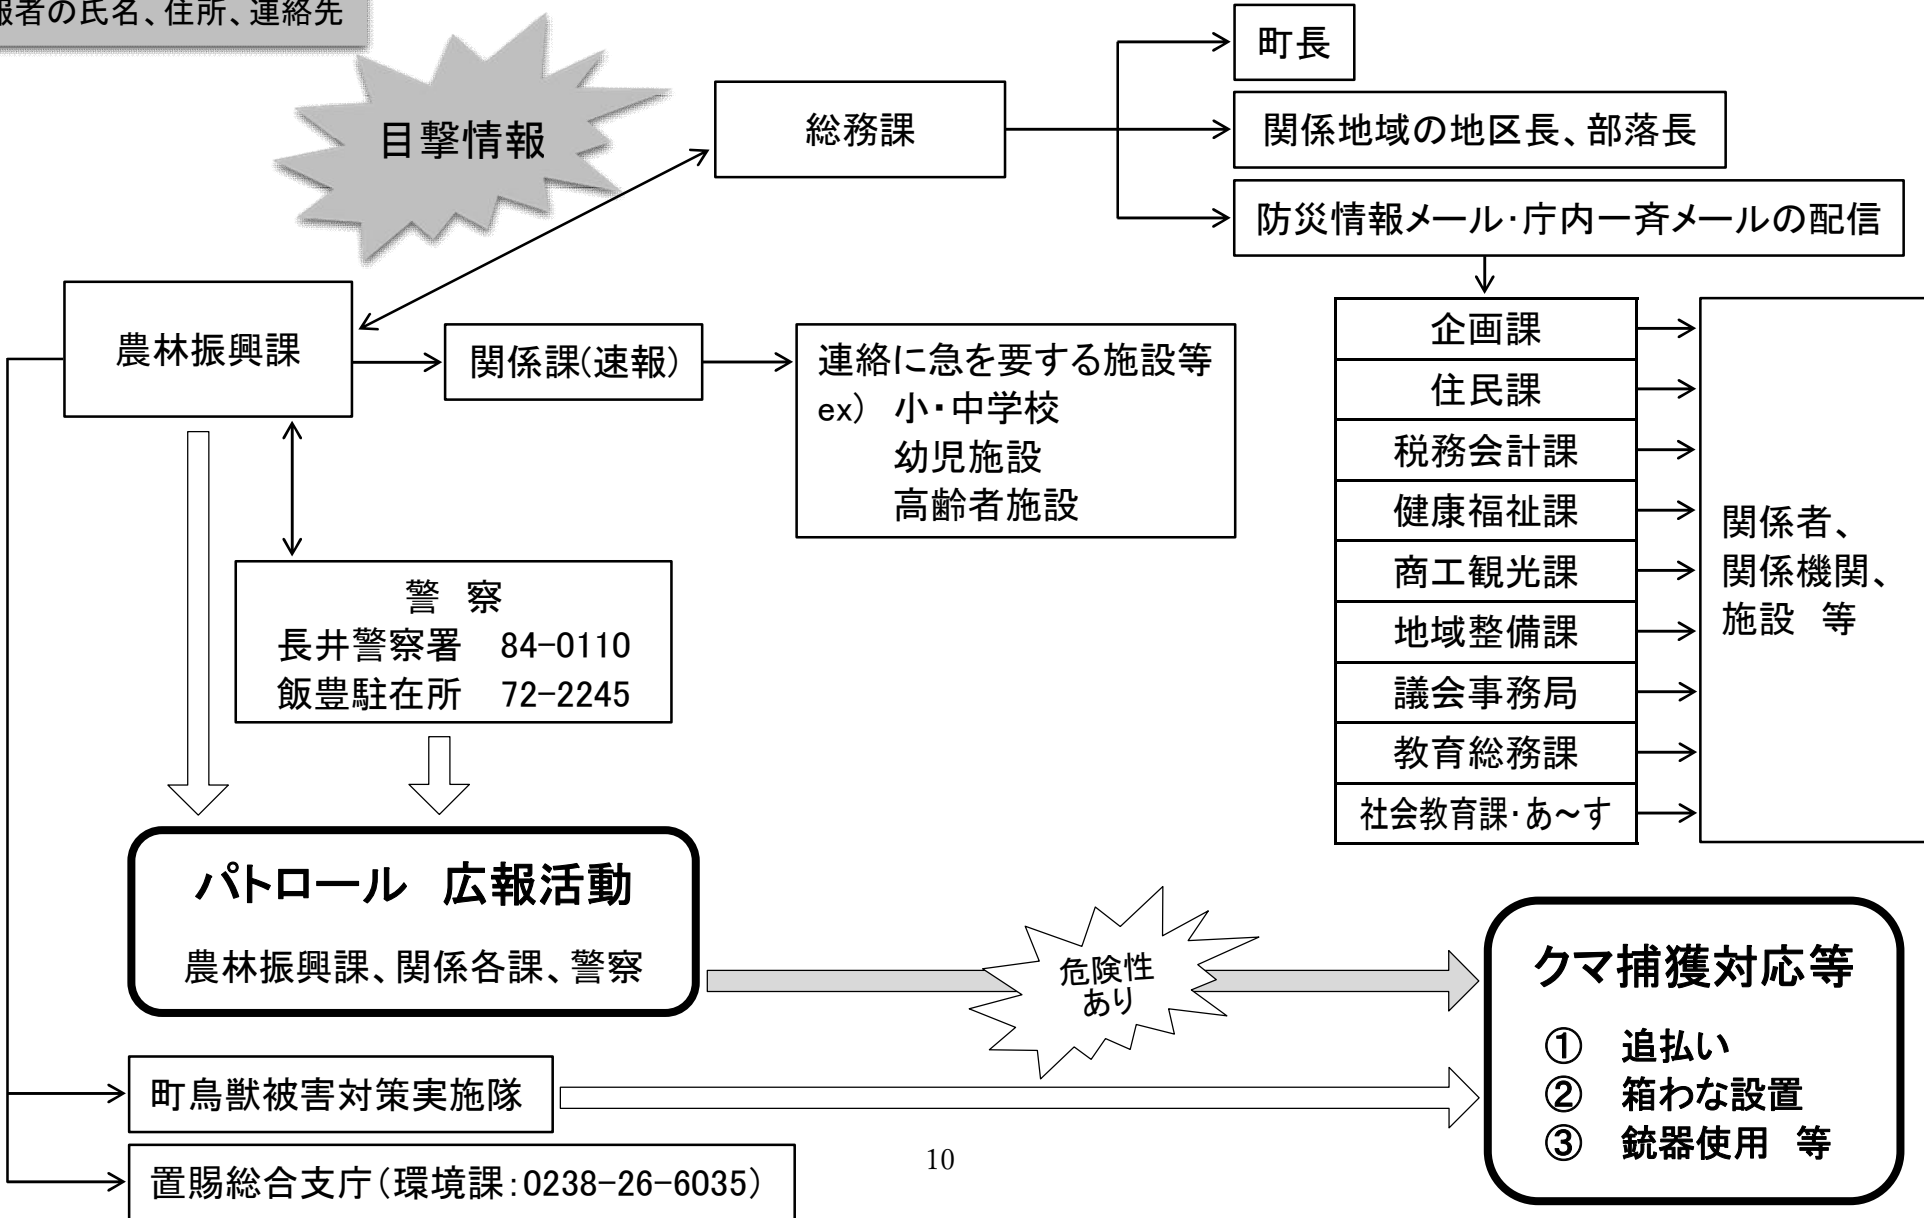 者の氏名、住所、連絡先
目撃情報
総務課
町長
関係地域の地区長、部落長
防災情報メール・庁内一斉メールの配信
農林振興課
関係課(速報)
連絡に急を要する施設等
ex) 小・中学校
幼児施設
高齢者施設
企画課
住民課
税務会計課
健康福祉課
商工観光課
地域整備課
議会事務局
教育総務課
社会教育課・あ～す
関係者、
関係機関、
施設 等
警 察
長井警察署 84-0110
飯豊駐在所 72-2245
パトロール 広報活動
農林振興課、関係各課、警察
危険性
あり
クマ捕獲対応等
① 追払い
② 箱わな設置
③ 銃器使用 等
町鳥獣被害対策実施隊
置賜総合支庁(環境課:0238-26-6035)
10